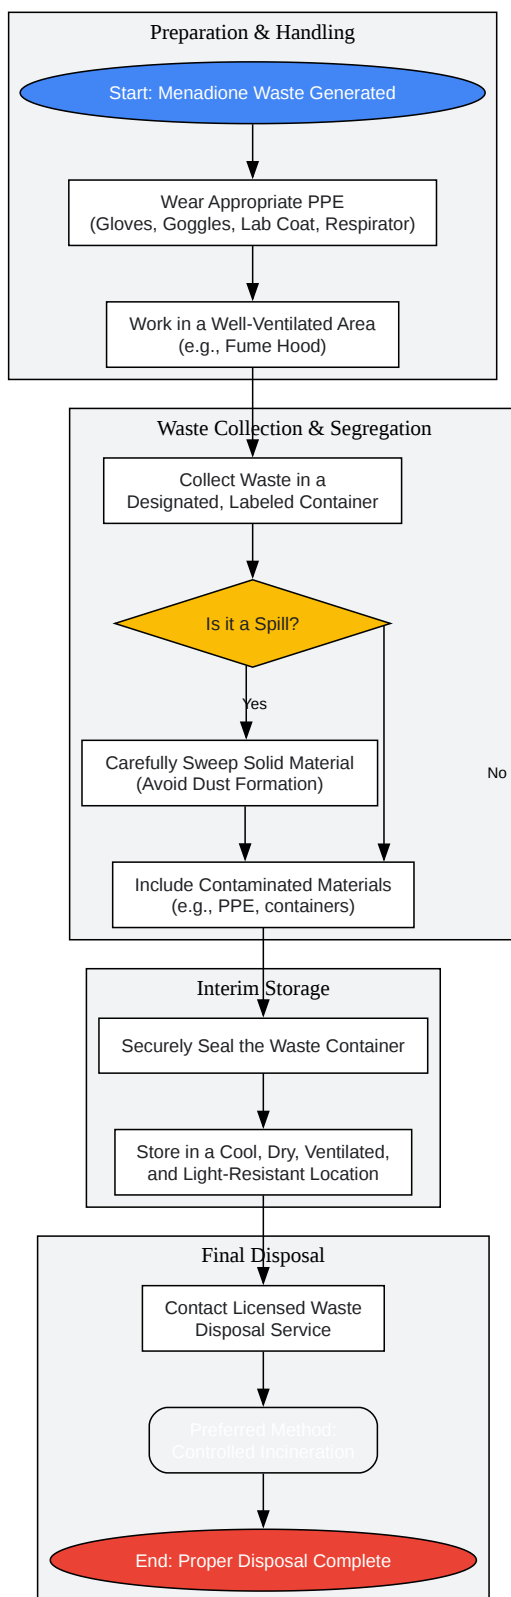 Preparation & Handling
Start: Menadione Waste Generated
Wear Appropriate PPE
(Gloves, Goggles, Lab Coat, Respirator)
Work in a Well-Ventilated Area
(e.g., Fume Hood)
Waste Collection & Segregation
Collect Waste in a
Designated, Labeled Container
Is it a Spill?
Yes
Carefully Sweep Solid Material
(Avoid Dust Formation)
No
Include Contaminated Materials
(e.g., PPE, containers)
Interim Storage
Securely Seal the Waste Container
Store in a Cool, Dry, Ventilated,
and Light-Resistant Location
Final Disposal
Contact Licensed Waste
Disposal Service
Preferred Method:
Controlled Incineration
End: Proper Disposal Complete